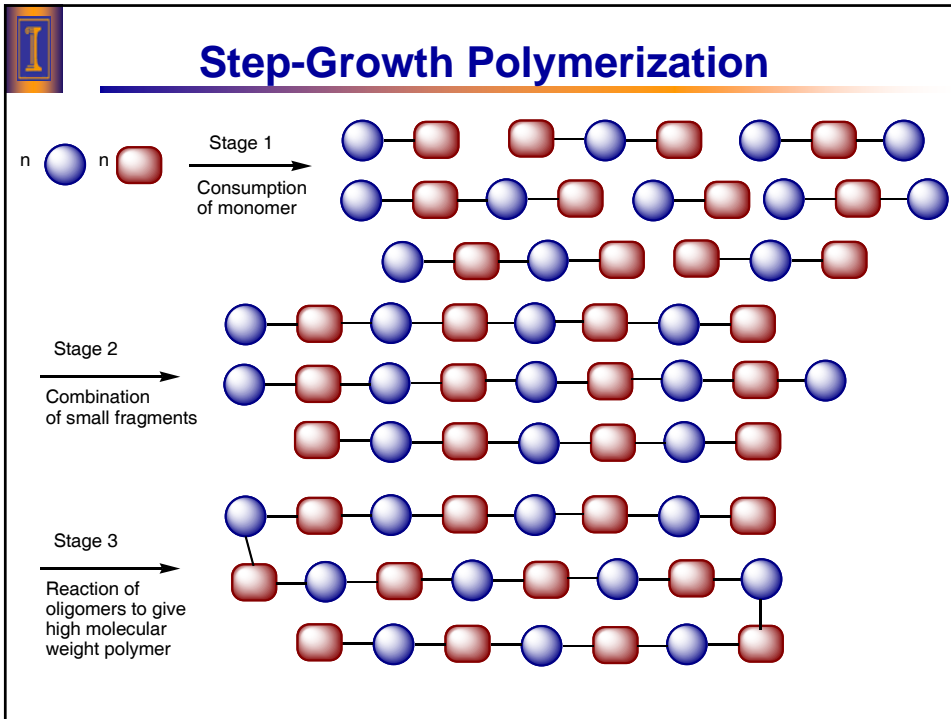 I
Step-Growth Polymerization
n
n
Stage 1
Consumption
of monomer
Stage 2
Combination
of small fragments
Stage 3
Reaction of
oligomers to give
high molecular
weight polymer